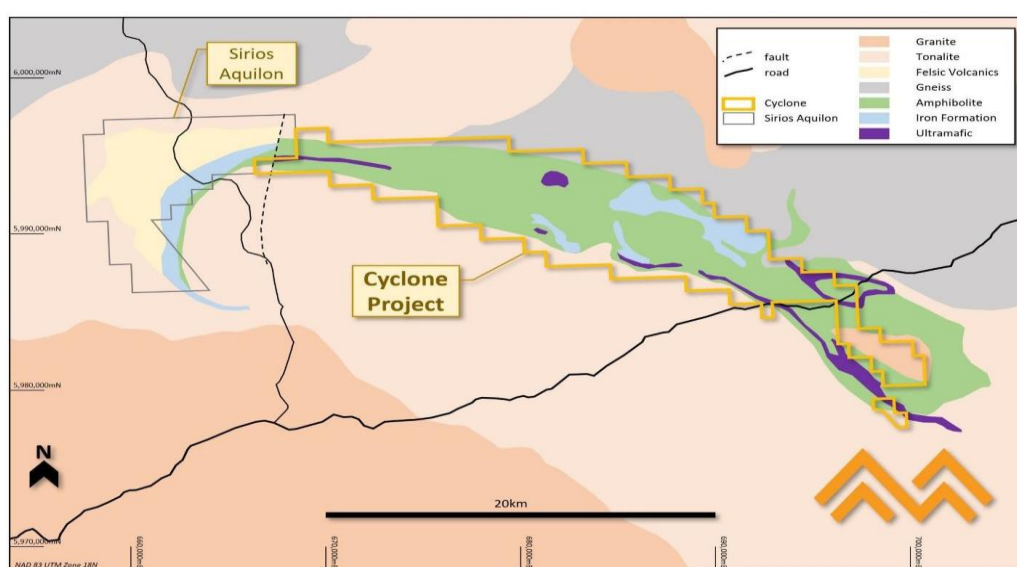 Sirios
Aquilon
6,000,000mN
5,990,000mN
5,980,000mN
5,970,000mN
Cyclone
Project
fault
road
Cyclone
Sirios Aquilon
Granite
Tonalite
Felsic Volcanics
Gneiss
Amphibolite
Iron Formation
Ultramafic
N
20km
NAD 83 UTM Zone 18N